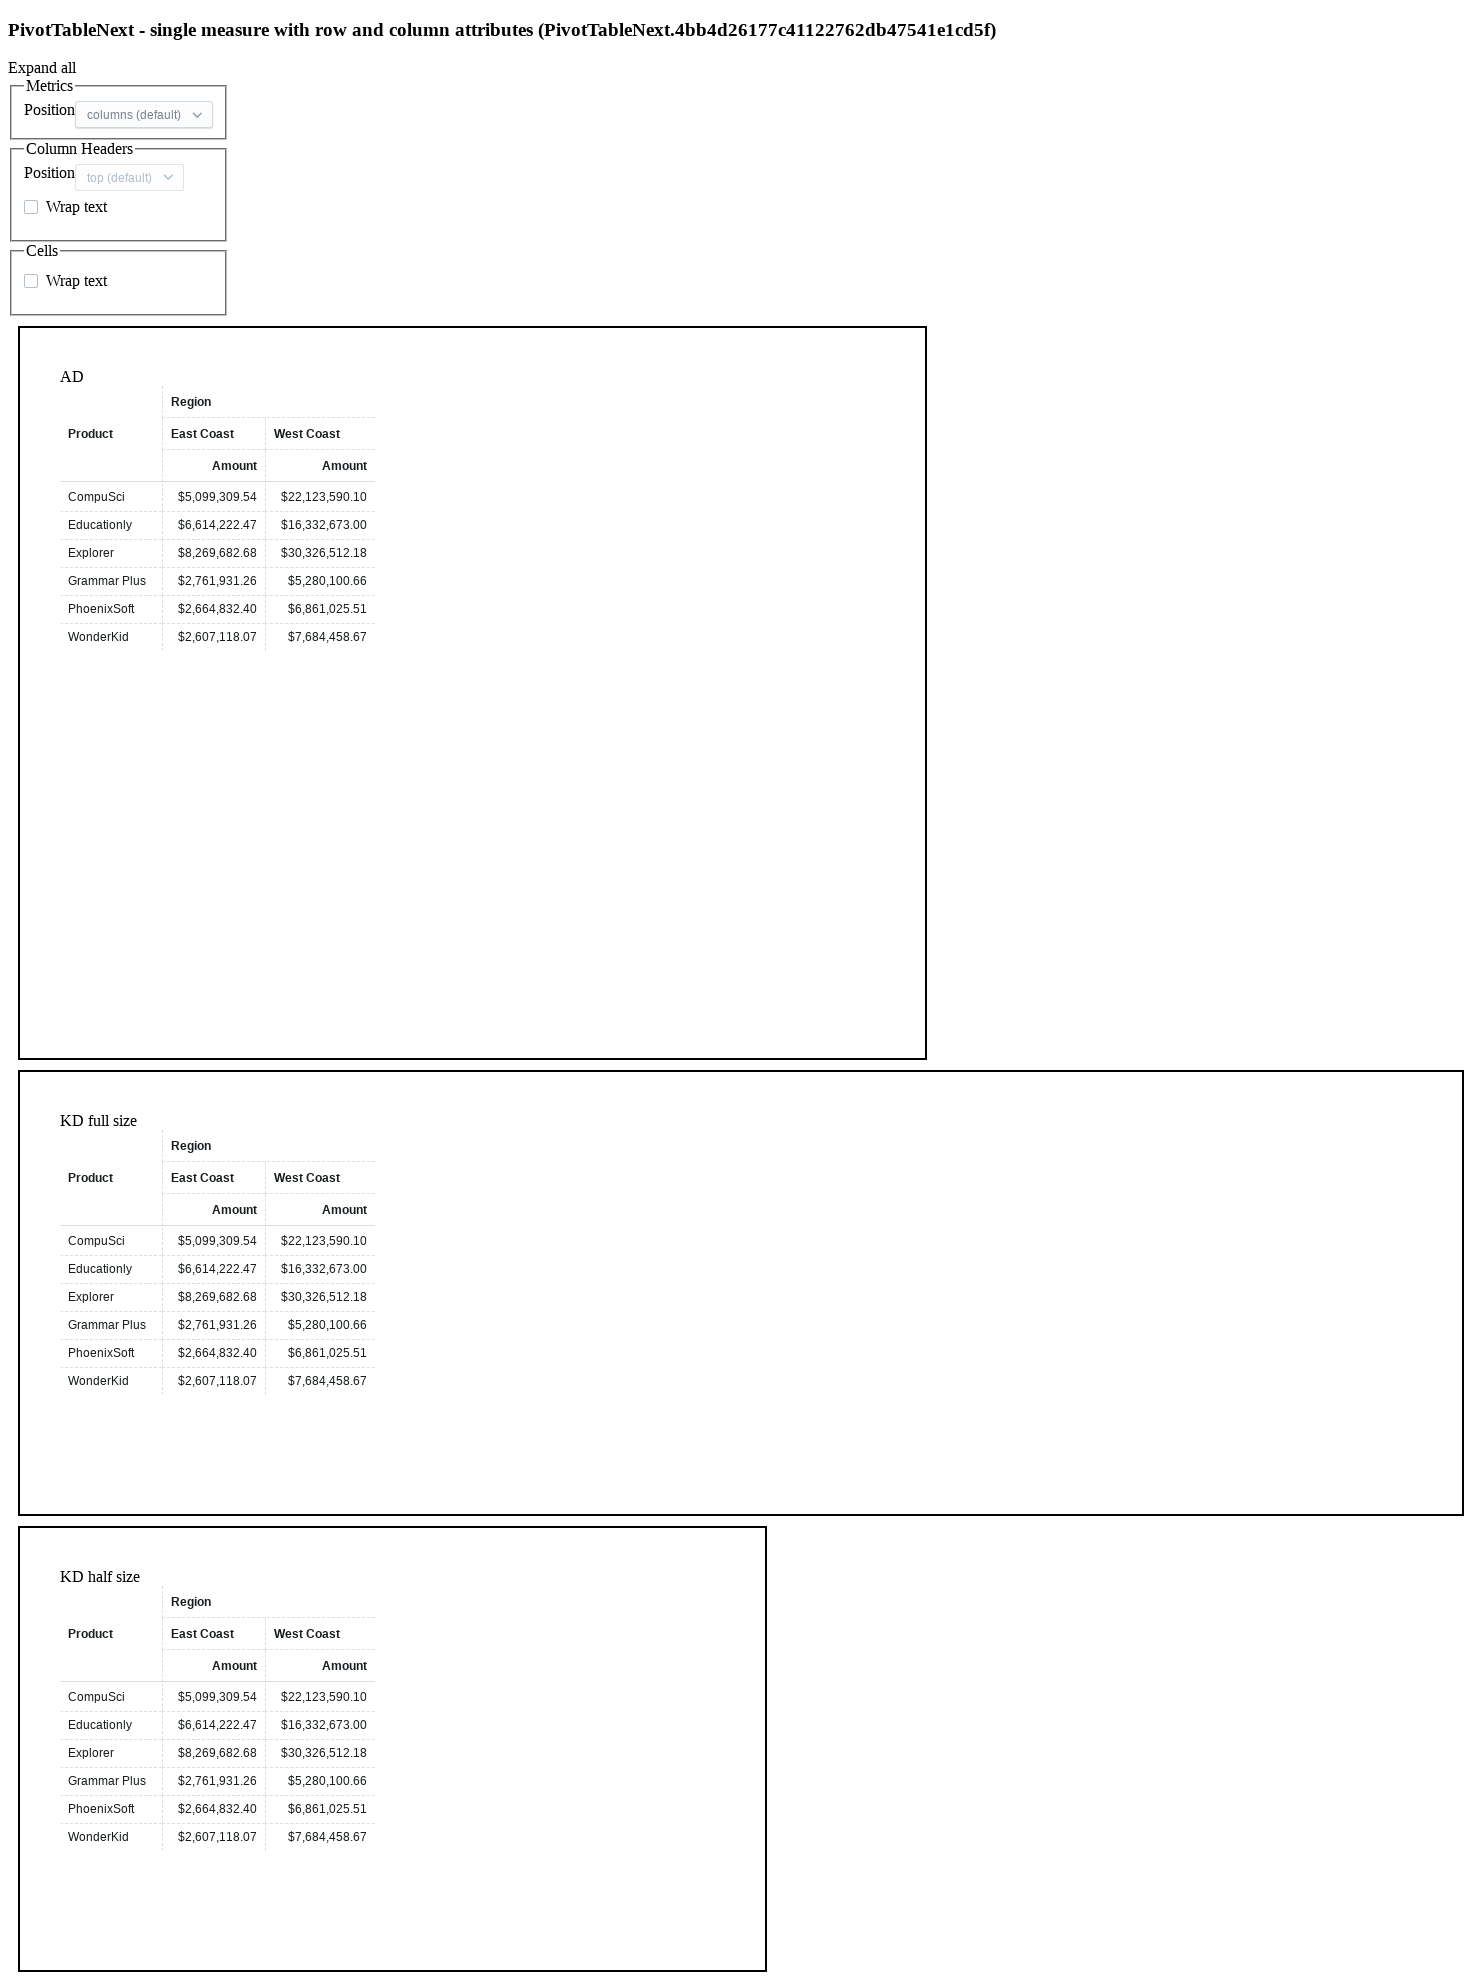 PivotTableNext - single measure with row and column attributes (PivotTableNext.4bb4d26177c41122762db47541e1cd5f)
Expand all
Metrics
Position columns (default)
Column Headers
Position top (default)
Wrap text
Cells
Wrap text
AD
Region
Product East Coast West Coast
Amount Amount
CompuSci $5,099,309.54 $22,123,590.10
Educationly $6,614,222.47 $16,332,673.00
Explorer $8,269,682.68 $30,326,512.18
Grammar Plus $2,761,931.26 $5,280,100.66
PhoenixSoft $2,664,832.40 $6,861,025.51
WonderKid $2,607,118.07 $7,684,458.67
KD full size
Region
Product East Coast West Coast
Amount Amount
CompuSci $5,099,309.54 $22,123,590.10
Educationly $6,614,222.47 $16,332,673.00
Explorer $8,269,682.68 $30,326,512.18
Grammar Plus $2,761,931.26 $5,280,100.66
PhoenixSoft $2,664,832.40 $6,861,025.51
WonderKid $2,607,118.07 $7,684,458.67
KD half size
Region
Product East Coast West Coast
Amount Amount
CompuSci $5,099,309.54 $22,123,590.10
Educationly $6,614,222.47 $16,332,673.00
Explorer $8,269,682.68 $30,326,512.18
Grammar Plus $2,761,931.26 $5,280,100.66
PhoenixSoft $2,664,832.40 $6,861,025.51
WonderKid $2,607,118.07 $7,684,458.67